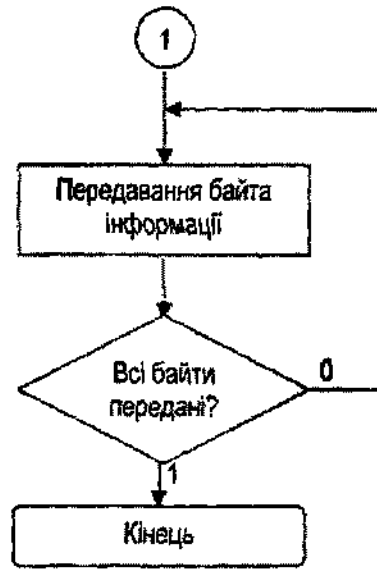 1
Передавання байта
інформації
Всі байти
передані?
0
1
Кінець